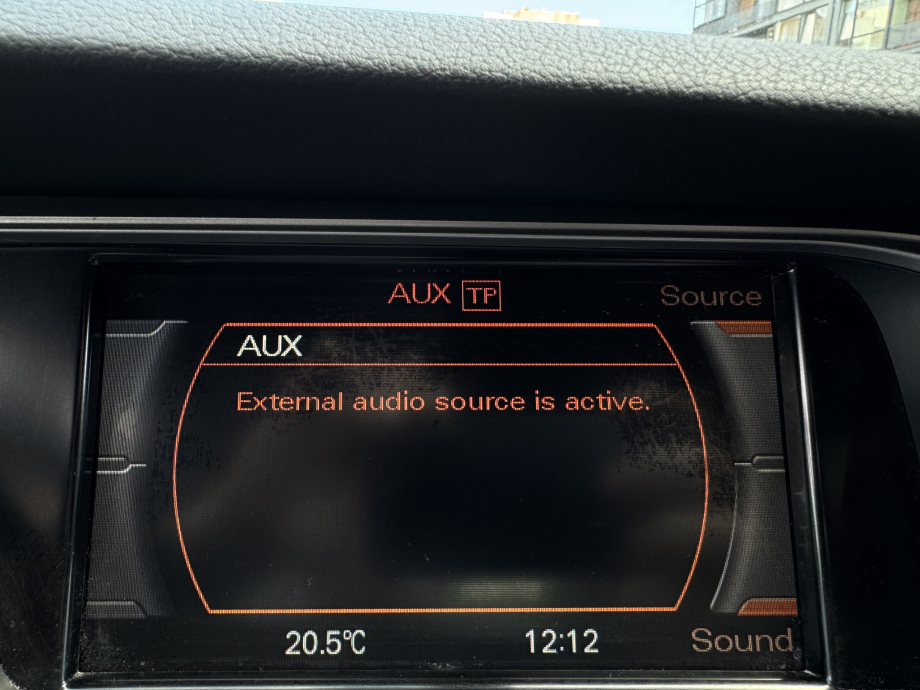 AUX TP
Source
AUX
External audio source is active.
20.5°C
12:12
Sound